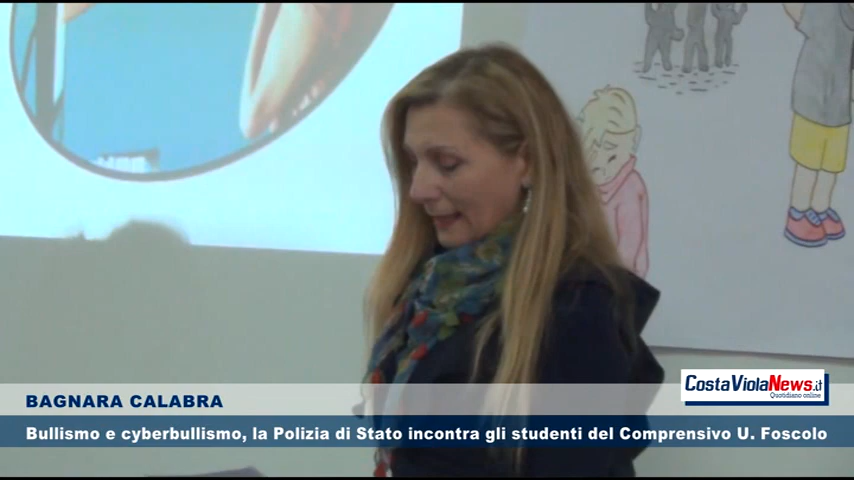 CostaViolaNews.it
Quotidiano online
BAGNARA CALABRA
Bullismo e cyberbullismo, la Polizia di Stato incontra gli studenti del Comprensivo U. Foscolo